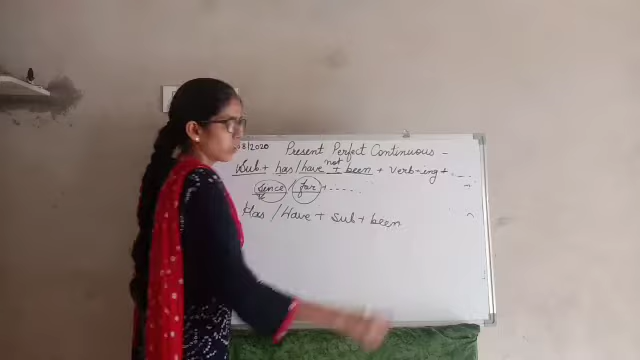 8/2020 Present Perfect Continuous -
Sub + has/have not + been + Verb-ing + ....
since / for + .....
Has / Have + Sub + been